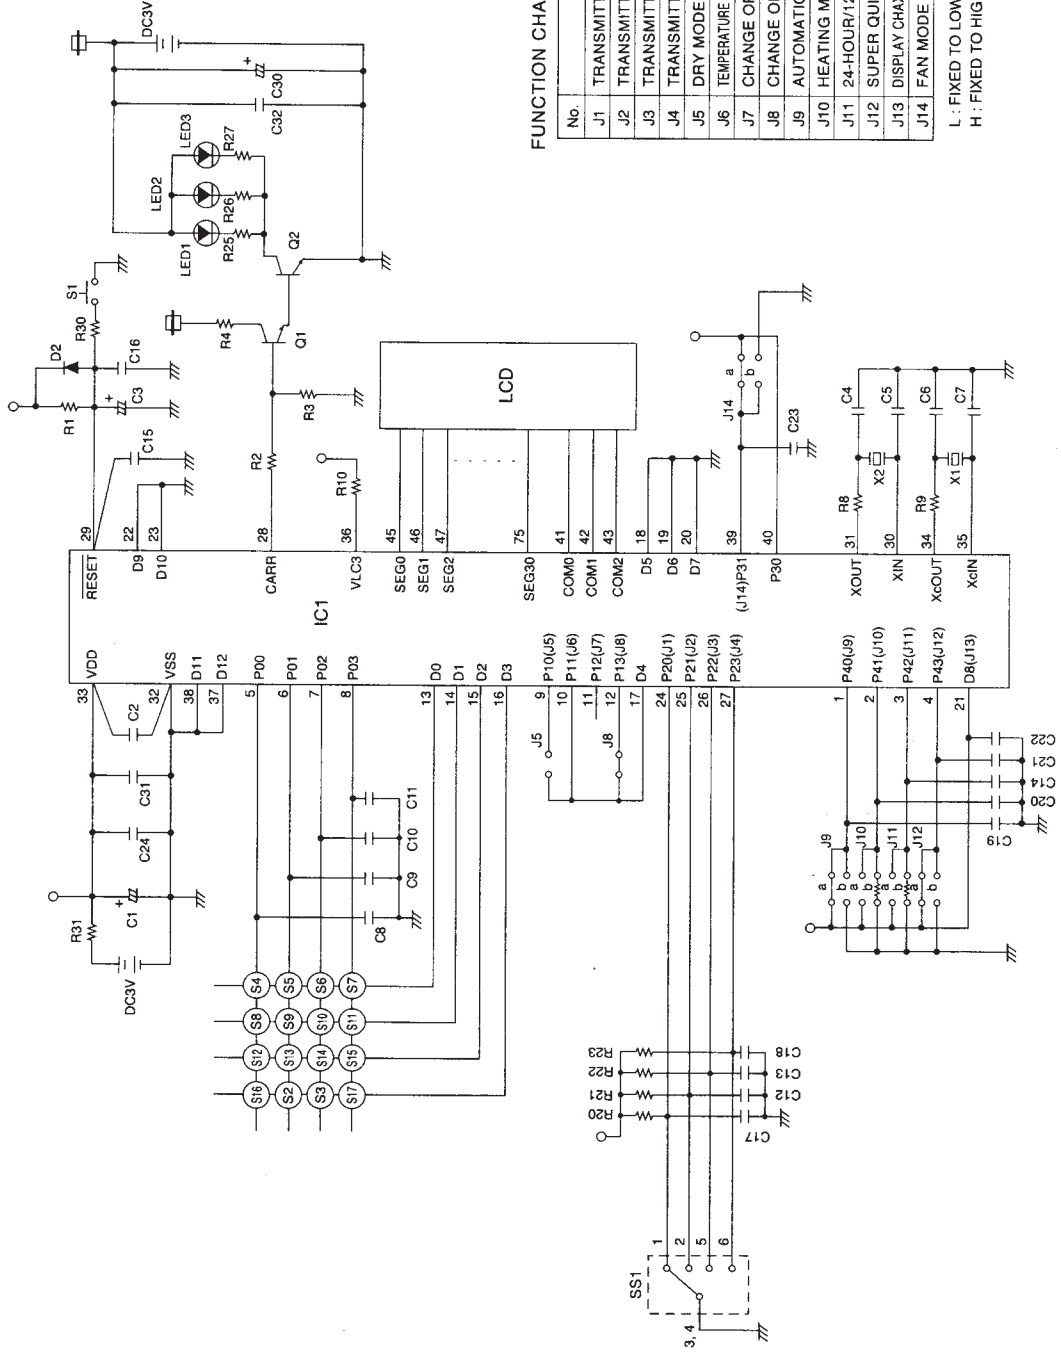 DC3V
C30
C32
LED3
LED2
LED1
R27
R26
R25
Q2
Q1
R4
S1
R30
D2
C16
R1
C3
C15
R2
R3
R10
LCD
FUNCTION CHA
No.
J1 TRANSMITT
J2 TRANSMITT
J3 TRANSMITT
J4 TRANSMITT
J5 DRY MODE
J6 TEMPERATURE
J7 CHANGE OF
J8 CHANGE OF
J9 AUTOMATIC
J10 HEATING M
J11 24-HOUR/12
J12 SUPER QUI
J13 DISPLAY CHA
J14 FAN MODE
L : FIXED TO LOW
H : FIXED TO HIG
29 RESET
22 D9
23 D10
28 CARR
36 VLC3
45 SEG0
46 SEG1
47 SEG2
75 SEG30
41 COM0
42 COM1
43 COM2
18 D5
19 D6
20 D7
39 (J14)P31
40 P30
31 XOUT
30 XIN
34 XcOUT
35 XcIN
J14
a
b
C23
R8
X2
R9
X1
C4
C5
C6
C7
IC1
33 VDD
32 VSS
38 D11
37 D12
5 P00
6 P01
7 P02
8 P03
13 D0
14 D1
15 D2
16 D3
9 P10(J5)
10 P11(J6)
11 P12(J7)
12 P13(J8)
17 D4
24 P20(J1)
25 P21(J2)
26 P22(J3)
27 P23(J4)
1 P40(J9)
2 P41(J10)
3 P42(J11)
4 P43(J12)
21 D8(J13)
C2
C31
C24
C1
R31
DC3V
C11
C10
C9
C8
S4 S5 S6 S7
S8 S9 S10 S11
S12 S13 S14 S15
S16 S2 S3 S17
J5
J8
R23
R22
R21
R20
C18
C13
C12
C17
J9
a
b
J10
a
b
J11
a
b
J12
a
b
C22
C21
C14
C20
C19
SS1
1
2
5
6
3, 4